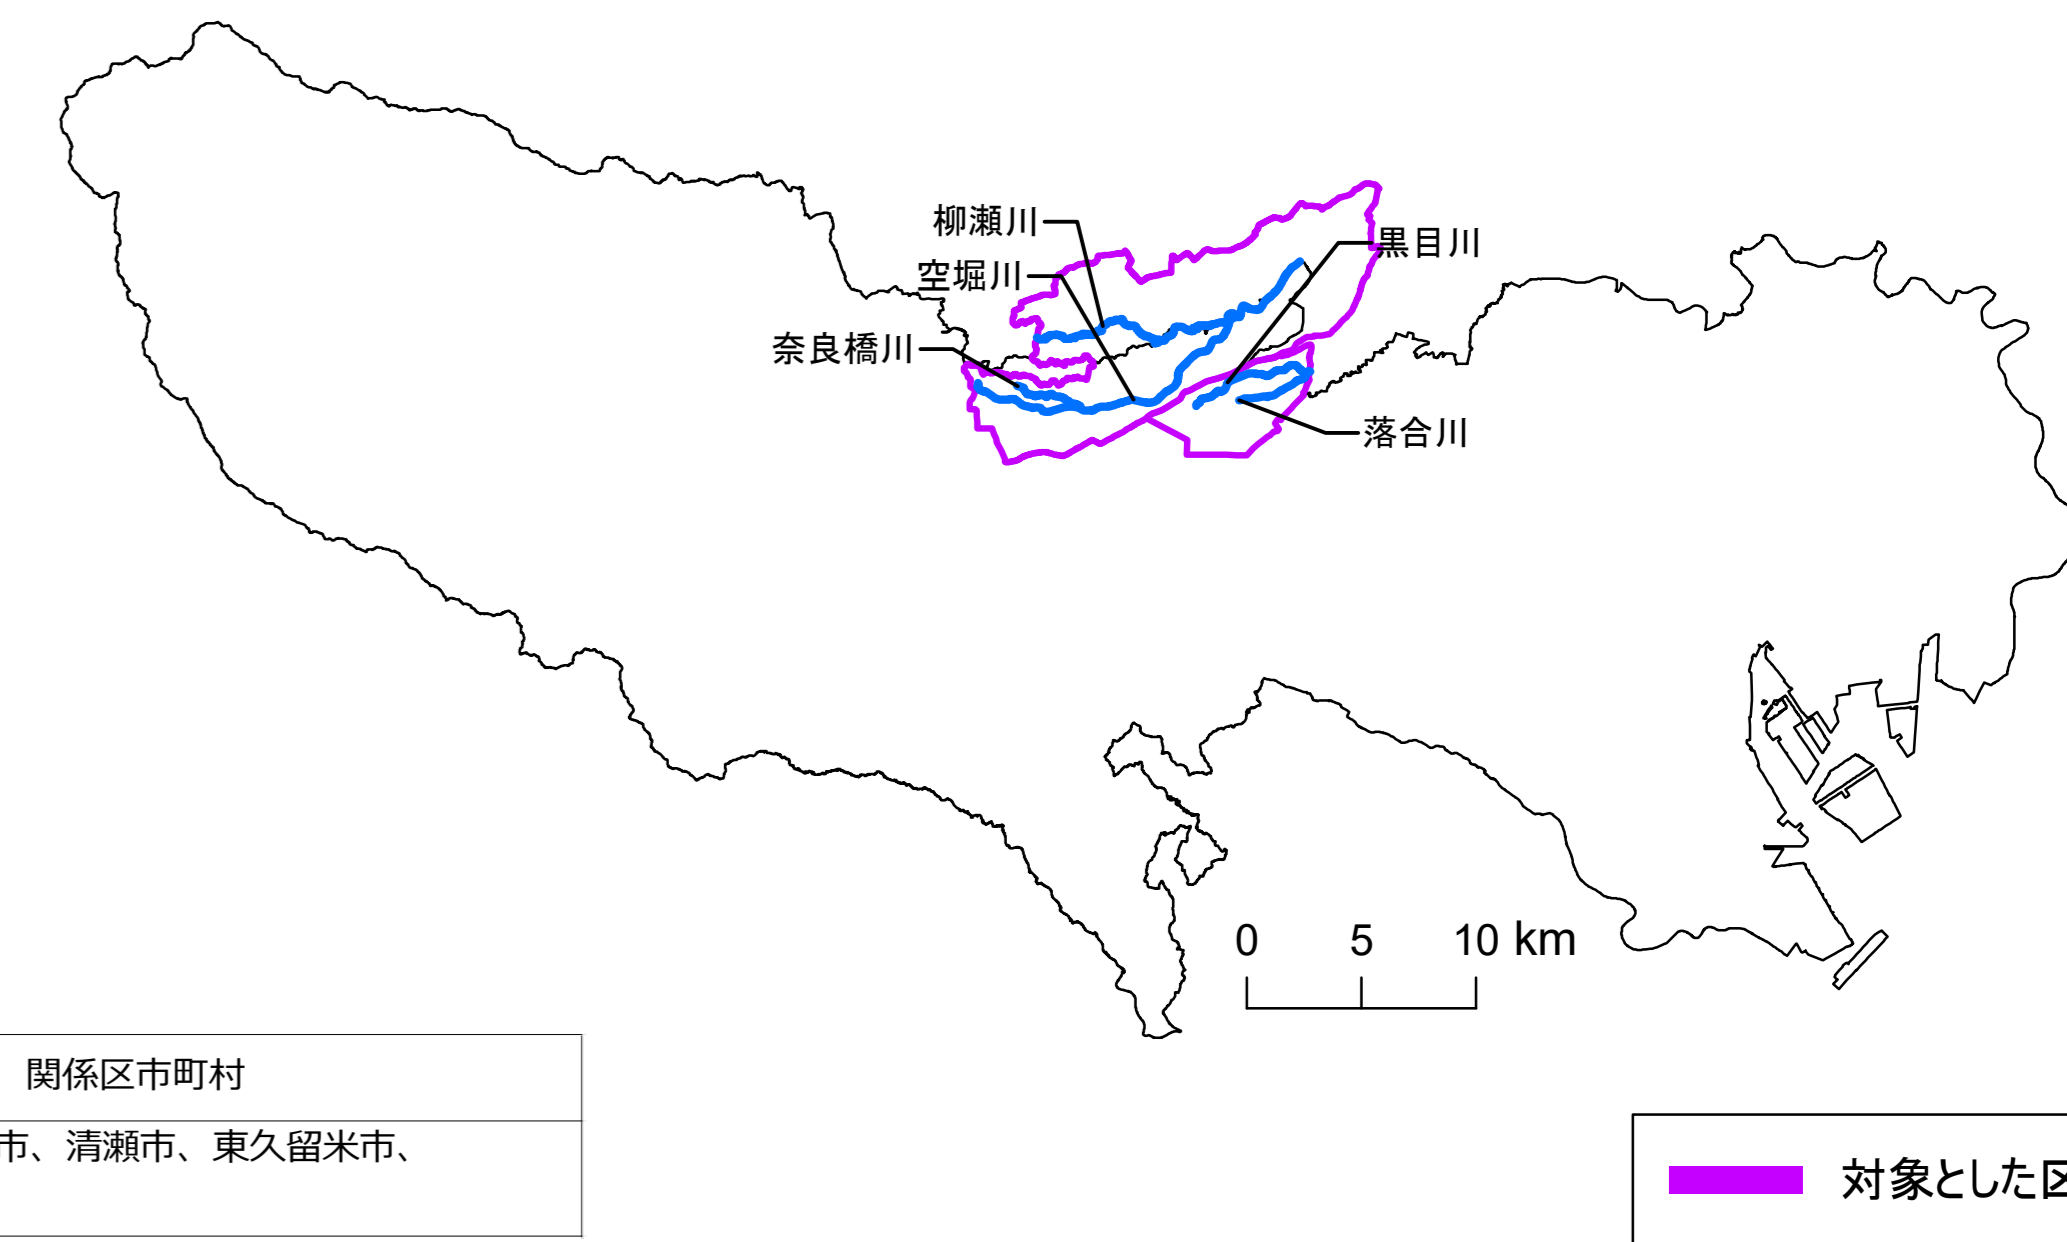 柳瀬川
黒目川
空堀川
奈良橋川
落合川
0 5 10 km
関係区市町村
市、清瀬市、東久留米市、
対象とした区